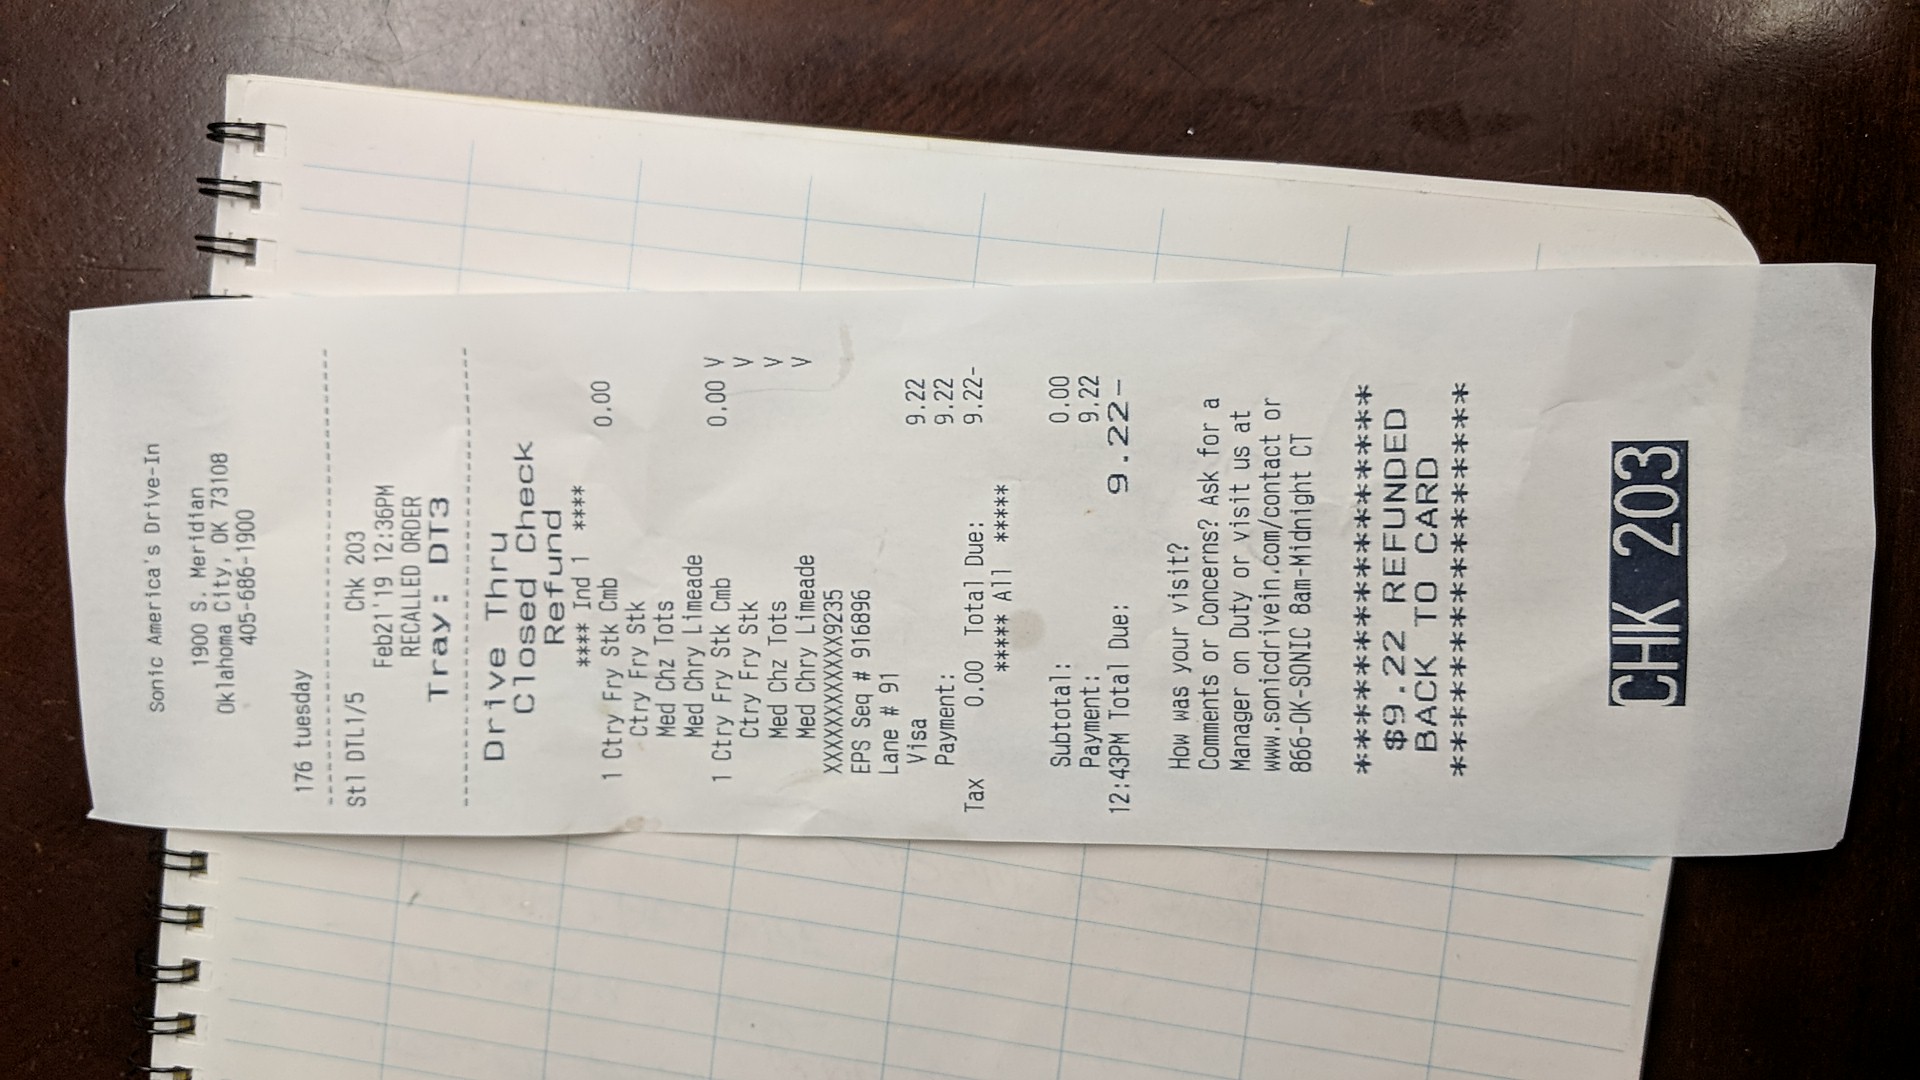 Sonic America's Drive-In
1900 S. Meridian
Oklahoma City, OK 73108
405-686-1900
176 tuesday
--------------------------------
Stl DTL1/5 Chk 203
Feb21'19 12:36PM
RECALLED ORDER
Tray: DT3
--------------------------------
Drive Thru
Closed Check
Refund
**** Ind 1 ****
1 Ctry Fry Stk Cmb 0.00
Ctry Fry Stk
Med Chz Tots
Med Chry Limeade
1 Ctry Fry Stk Cmb 0.00 V
Ctry Fry Stk V
Med Chz Tots V
Med Chry Limeade V
XXXXXXXXXXXX9235
EPS Seq # 916896
Lane # 91
Visa 9.22
Payment: 9.22
Tax 0.00 Total Due: 9.22-
***** All *****
Subtotal: 0.00
Payment: 9.22
12:43PM Total Due: 9.22-
How was your visit?
Comments or Concerns? Ask for a
Manager on Duty or visit us at
www.sonicdrivein.com/contact or
866-OK-SONIC 8am-Midnight CT
*****************
$9.22 REFUNDED
BACK TO CARD
*****************
CHK 203